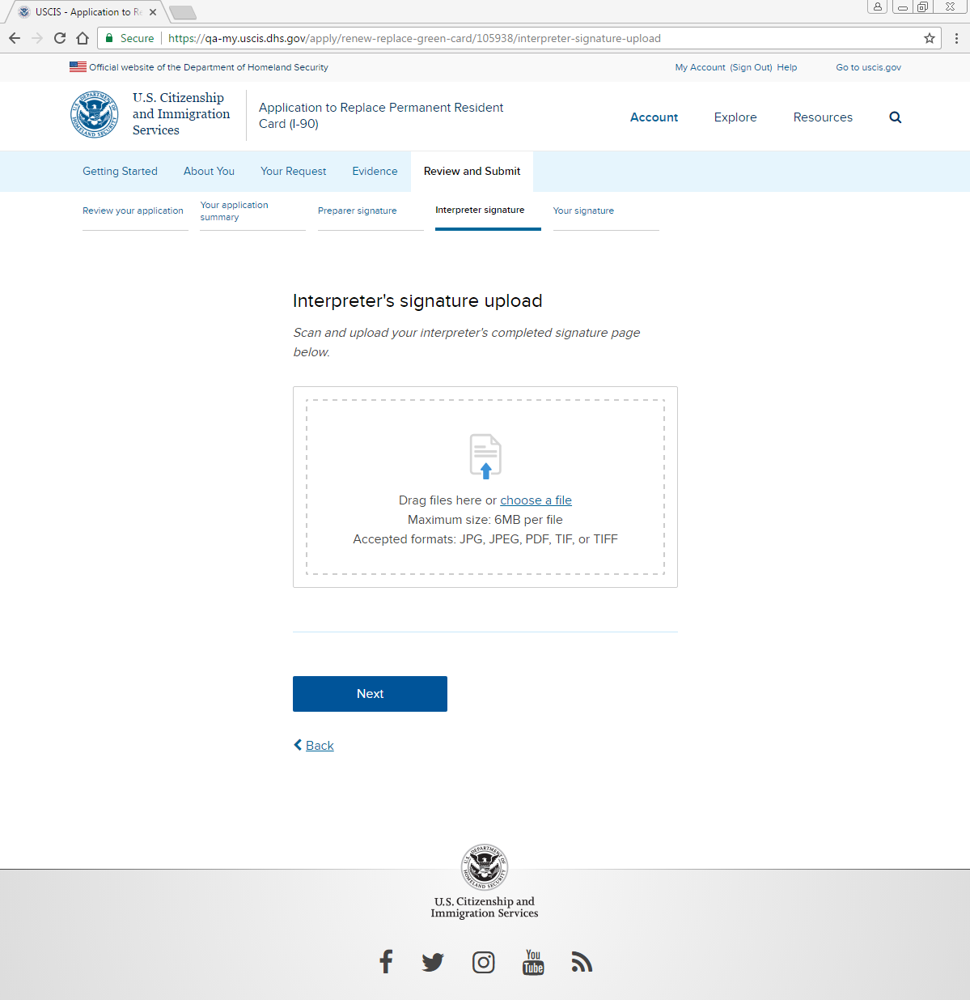 USCIS - Application to Re
Secure https://qa-my.uscis.dhs.gov/apply/renew-replace-green-card/105938/interpreter-signature-upload
Official website of the Department of Homeland Security
My Account (Sign Out) Help Go to uscis.gov
U.S. Citizenship
and Immigration
Services
Application to Replace Permanent Resident
Card (I-90)
Account Explore Resources
Getting Started About You Your Request Evidence Review and Submit
Review your application
Your application
summary
Preparer signature
Interpreter signature
Your signature
Interpreter's signature upload
Scan and upload your interpreter's completed signature page
below.
Drag files here or choose a file
Maximum size: 6MB per file
Accepted formats: JPG, JPEG, PDF, TIF, or TIFF
Next
Back
U.S. DEPARTMENT OF HOMELAND SECURITY
U.S. Citizenship and
Immigration Services
You
Tube